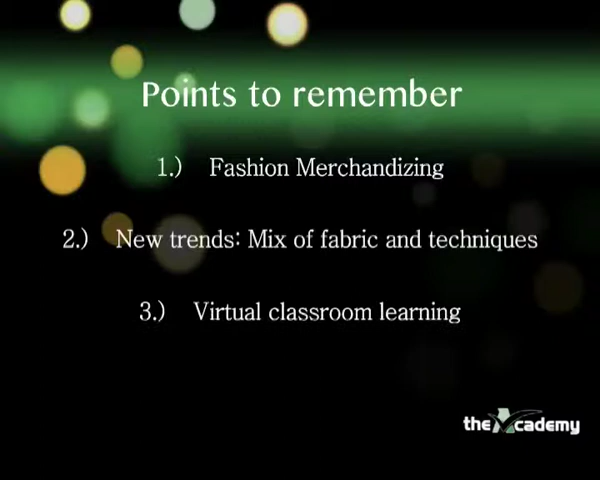 Points to remember
1.) Fashion Merchandizing
2.) New trends: Mix of fabric and techniques
3.) Virtual classroom learning
the Academy